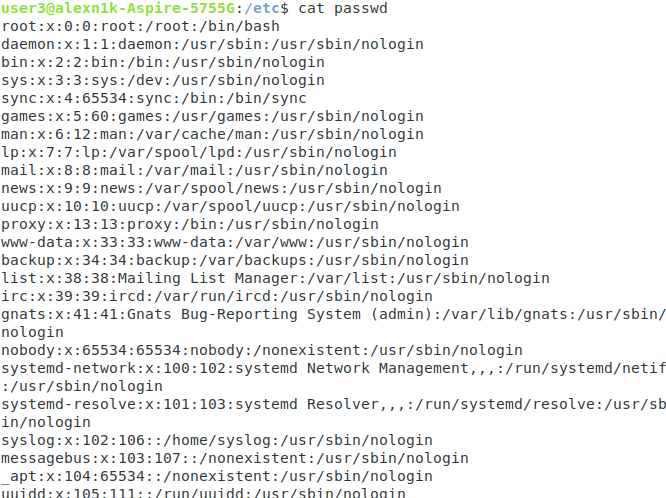 user3@alexn1k-Aspire-5755G:/etc$ cat passwd
root:x:0:0:root:/root:/bin/bash
daemon:x:1:1:daemon:/usr/sbin:/usr/sbin/nologin
bin:x:2:2:bin:/bin:/usr/sbin/nologin
sys:x:3:3:sys:/dev:/usr/sbin/nologin
sync:x:4:65534:sync:/bin:/bin/sync
games:x:5:60:games:/usr/games:/usr/sbin/nologin
man:x:6:12:man:/var/cache/man:/usr/sbin/nologin
lp:x:7:7:lp:/var/spool/lpd:/usr/sbin/nologin
mail:x:8:8:mail:/var/mail:/usr/sbin/nologin
news:x:9:9:news:/var/spool/news:/usr/sbin/nologin
uucp:x:10:10:uucp:/var/spool/uucp:/usr/sbin/nologin
proxy:x:13:13:proxy:/bin:/usr/sbin/nologin
www-data:x:33:33:www-data:/var/www:/usr/sbin/nologin
backup:x:34:34:backup:/var/backups:/usr/sbin/nologin
list:x:38:38:Mailing List Manager:/var/list:/usr/sbin/nologin
irc:x:39:39:ircd:/var/run/ircd:/usr/sbin/nologin
gnats:x:41:41:Gnats Bug-Reporting System (admin):/var/lib/gnats:/usr/sbin/
nologin
nobody:x:65534:65534:nobody:/nonexistent:/usr/sbin/nologin
systemd-network:x:100:102:systemd Network Management,,,:/run/systemd/netif
:/usr/sbin/nologin
systemd-resolve:x:101:103:systemd Resolver,,,:/run/systemd/resolve:/usr/sb
in/nologin
syslog:x:102:106::/home/syslog:/usr/sbin/nologin
messagebus:x:103:107::/nonexistent:/usr/sbin/nologin
_apt:x:104:65534::/nonexistent:/usr/sbin/nologin
uuidd:x:105:111::/run/uuidd:/usr/sbin/nologin